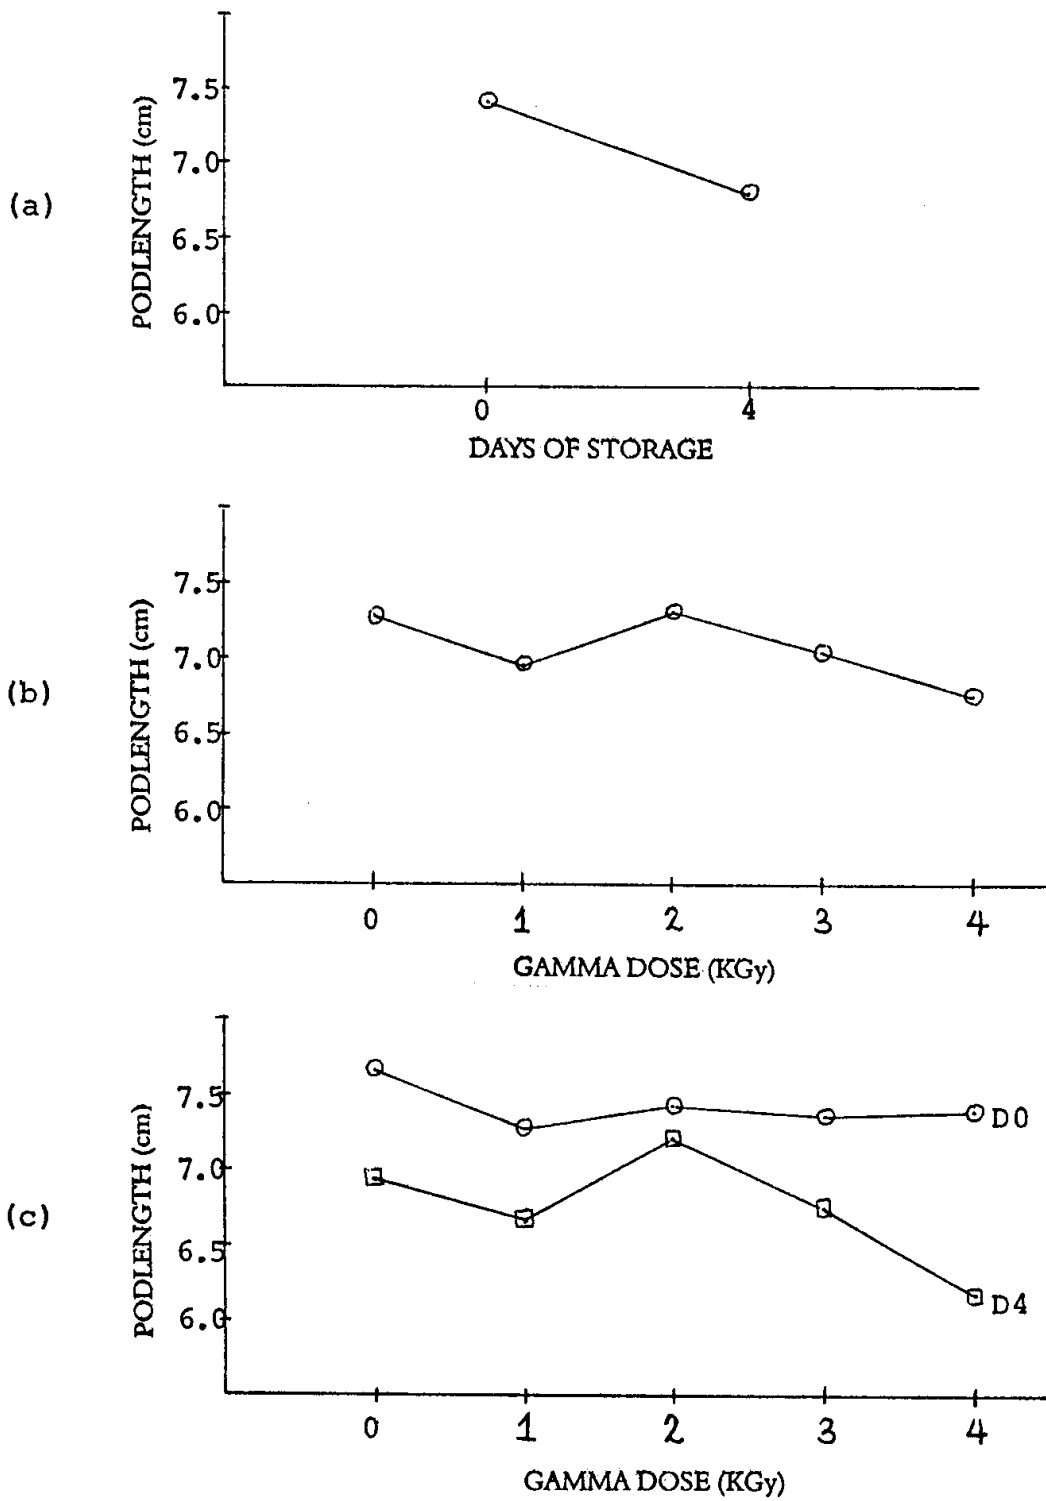 (a)
PODLENGTH (cm)
7.5
7.0
6.5
6.0
0 4
DAYS OF STORAGE
(b)
PODLENGTH (cm)
7.5
7.0
6.5
6.0
0 1 2 3 4
GAMMA DOSE (KGy)
(c)
PODLENGTH (cm)
7.5
7.0
6.5
6.0
D0
D4
0 1 2 3 4
GAMMA DOSE (KGy)